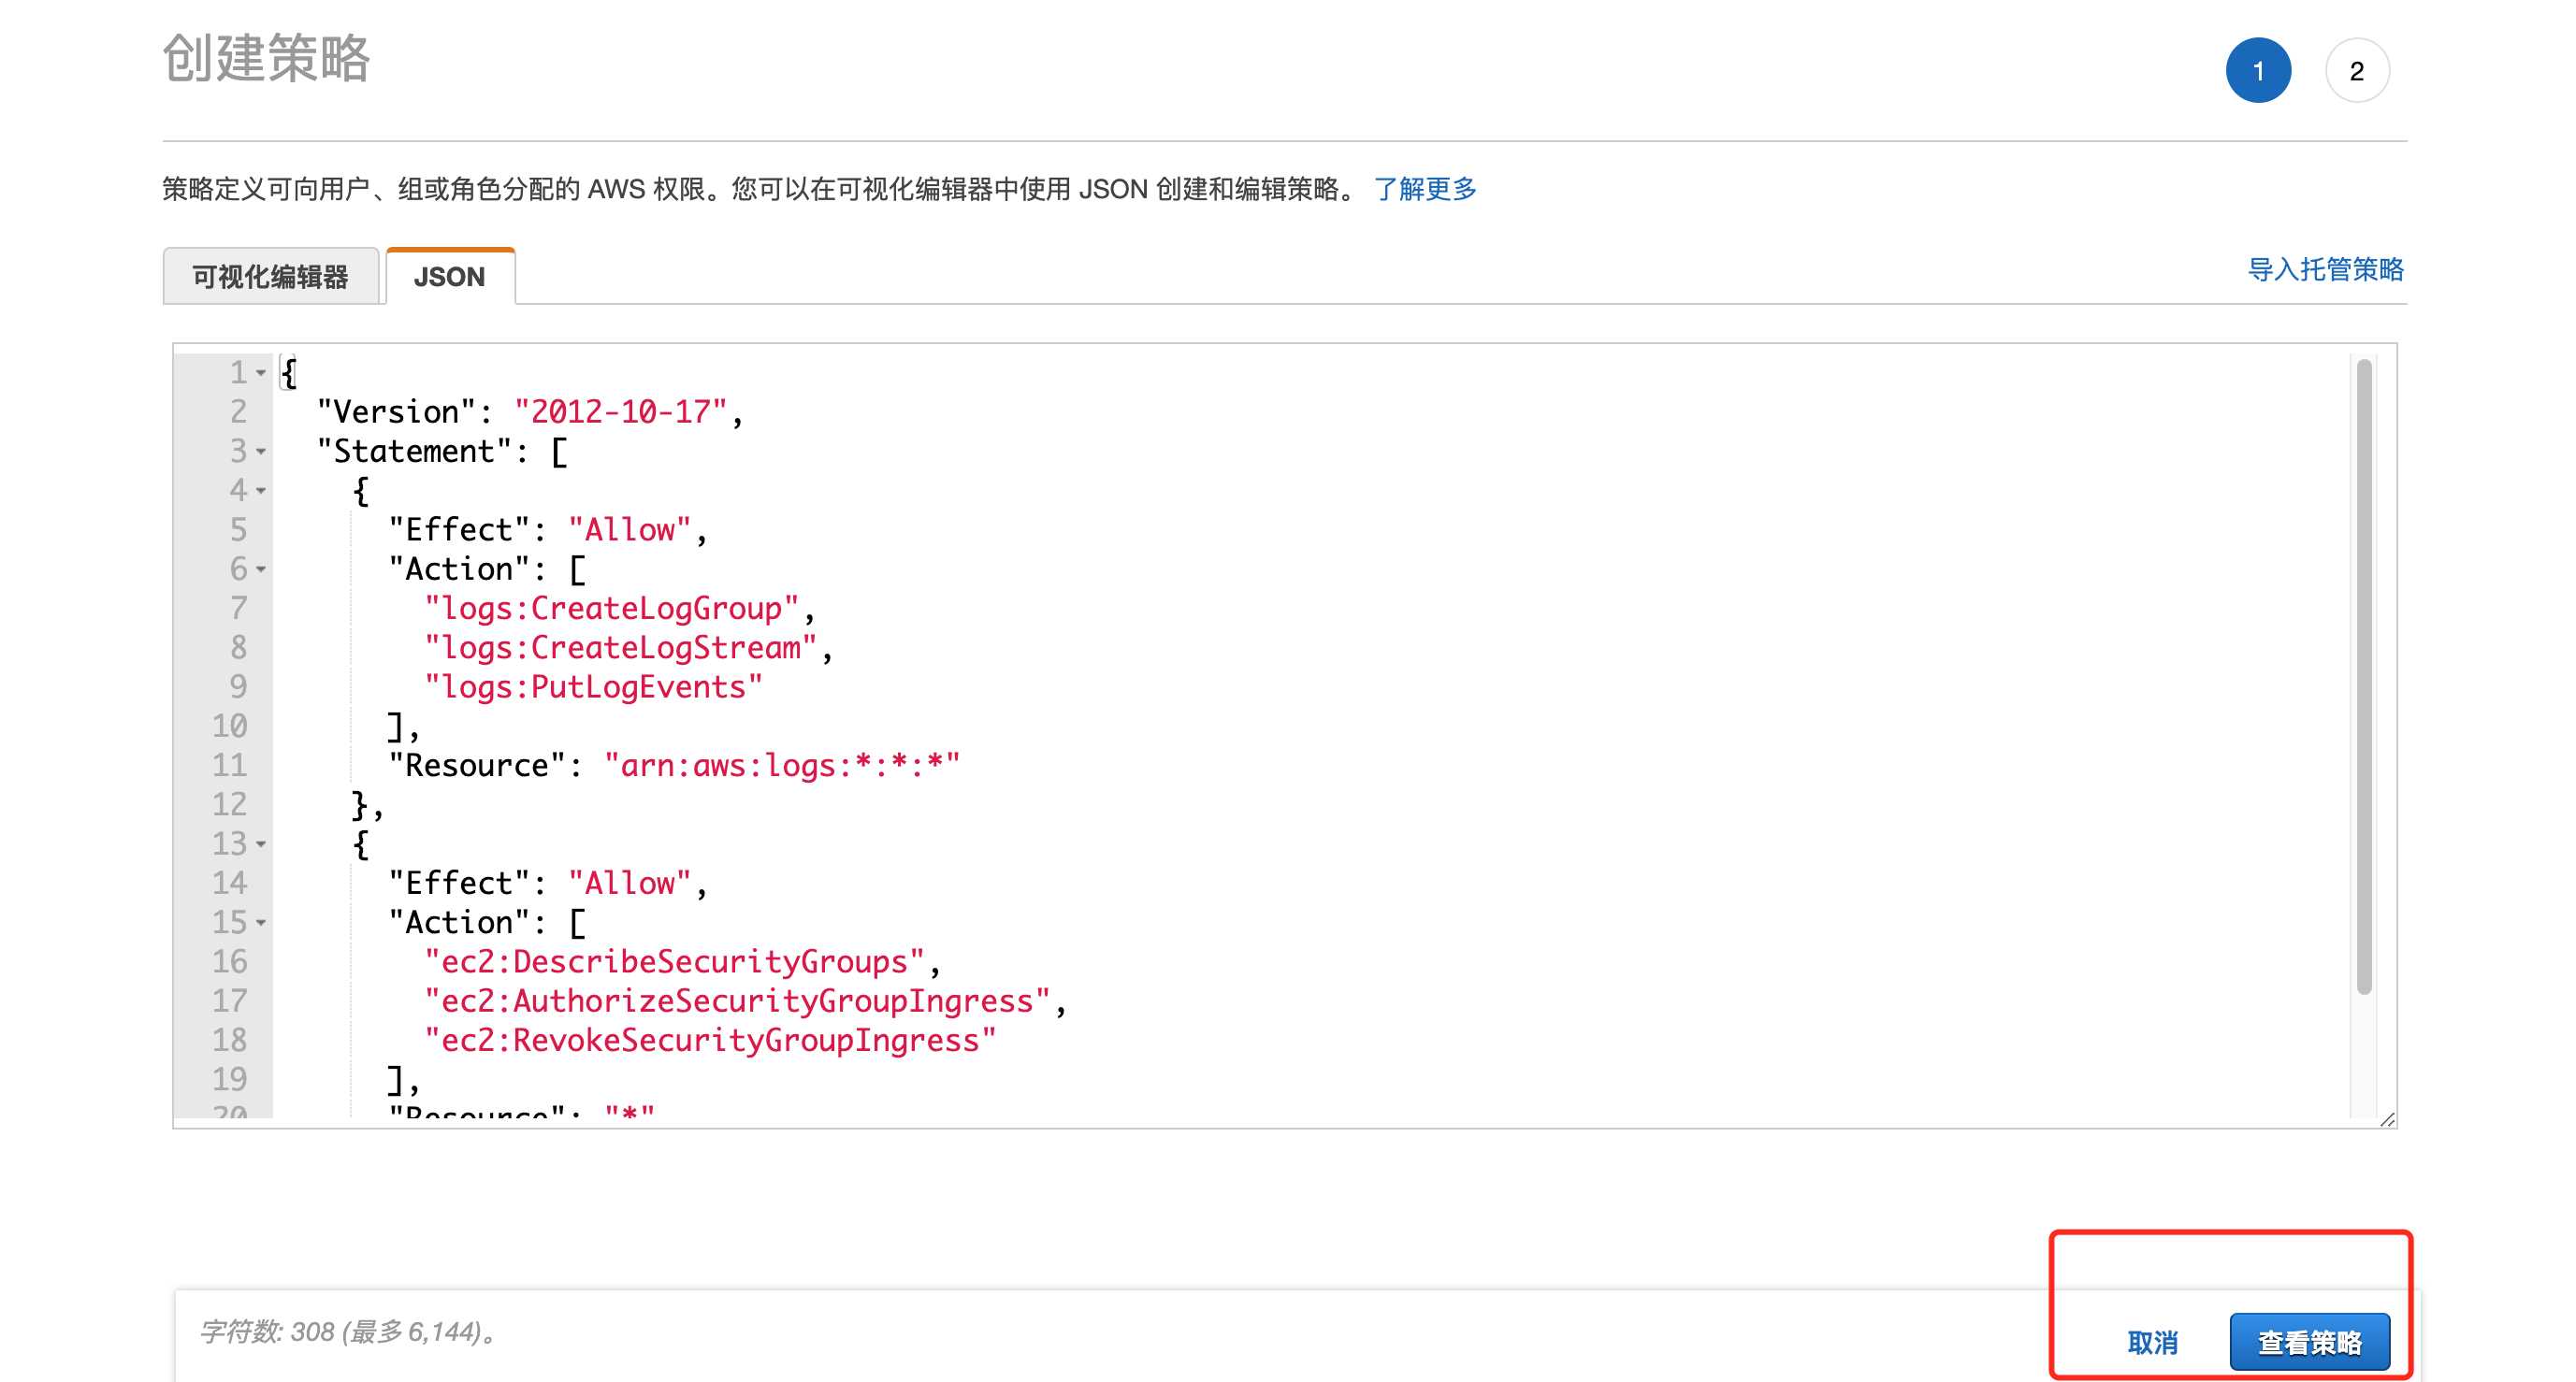 创建策略
1 2
策略定义可向用户、组或角色分配的 AWS 权限。您可以在可视化编辑器中使用 JSON 创建和编辑策略。 了解更多
可视化编辑器 JSON 导入托管策略
1 {
2 "Version": "2012-10-17",
3 "Statement": [
4 {
5 "Effect": "Allow",
6 "Action": [
7 "logs:CreateLogGroup",
8 "logs:CreateLogStream",
9 "logs:PutLogEvents"
10 ],
11 "Resource": "arn:aws:logs:*:*:*"
12 },
13 {
14 "Effect": "Allow",
15 "Action": [
16 "ec2:DescribeSecurityGroups",
17 "ec2:AuthorizeSecurityGroupIngress",
18 "ec2:RevokeSecurityGroupIngress"
19 ],
20 "Resource": "*"
字符数: 308 (最多 6,144)。
取消 查看策略